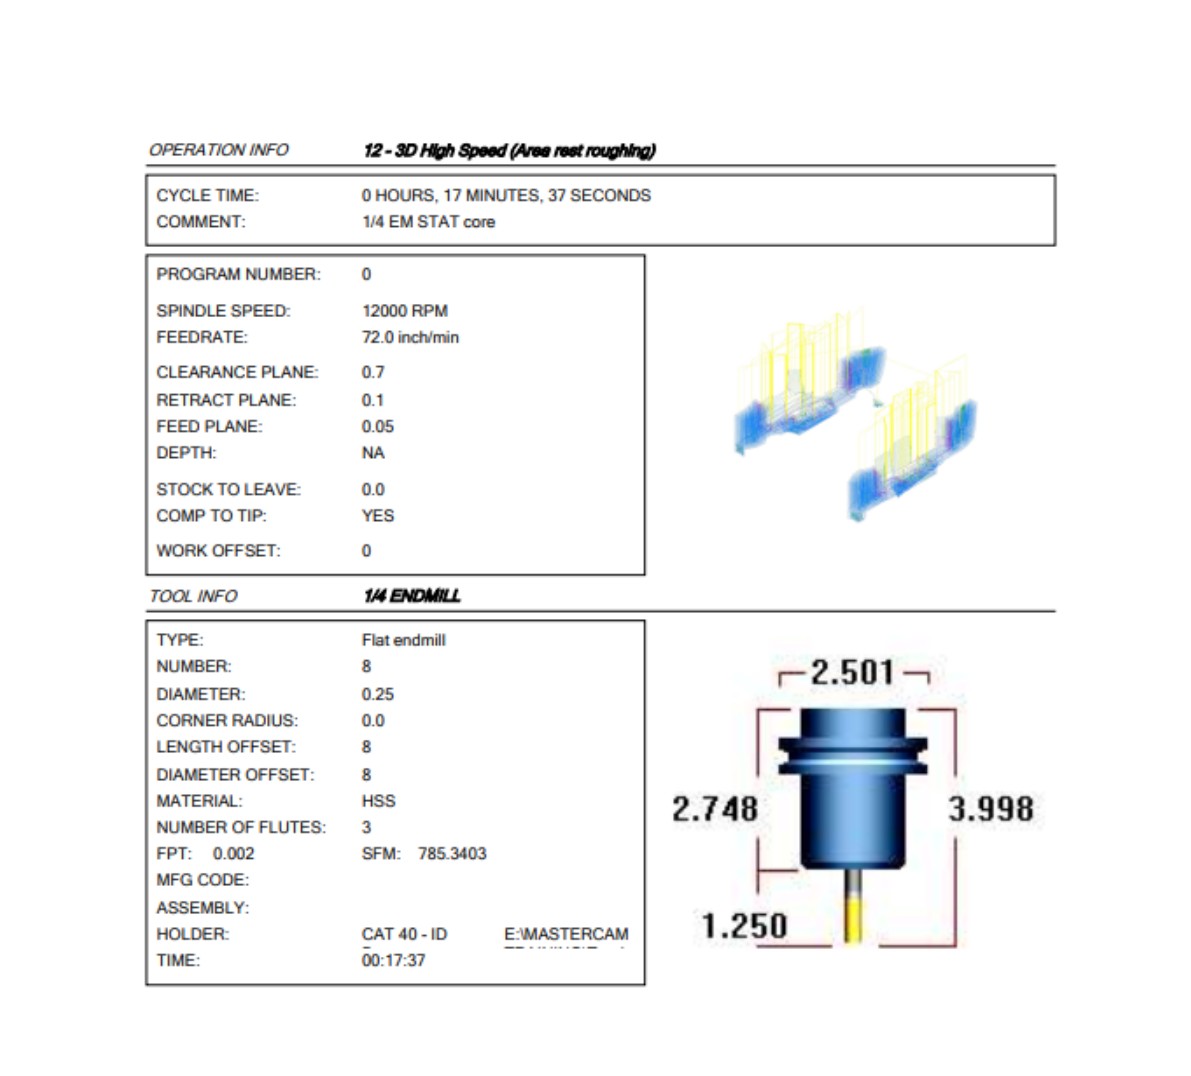 OPERATION INFO 12 - 3D High Speed (Area rest roughing)
CYCLE TIME: 0 HOURS, 17 MINUTES, 37 SECONDS
COMMENT: 1/4 EM STAT core
PROGRAM NUMBER: 0
SPINDLE SPEED: 12000 RPM
FEEDRATE: 72.0 inch/min
CLEARANCE PLANE: 0.7
RETRACT PLANE: 0.1
FEED PLANE: 0.05
DEPTH: NA
STOCK TO LEAVE: 0.0
COMP TO TIP: YES
WORK OFFSET: 0
TOOL INFO 1/4 ENDMILL
TYPE: Flat endmill
NUMBER: 8
DIAMETER: 0.25
CORNER RADIUS: 0.0
LENGTH OFFSET: 8
DIAMETER OFFSET: 8
MATERIAL: HSS
NUMBER OF FLUTES: 3
FPT: 0.002 SFM: 785.3403
MFG CODE:
ASSEMBLY:
HOLDER: CAT 40 - ID E:\MASTERCAM
TIME: 00:17:37
2.501
2.748
3.998
1.250